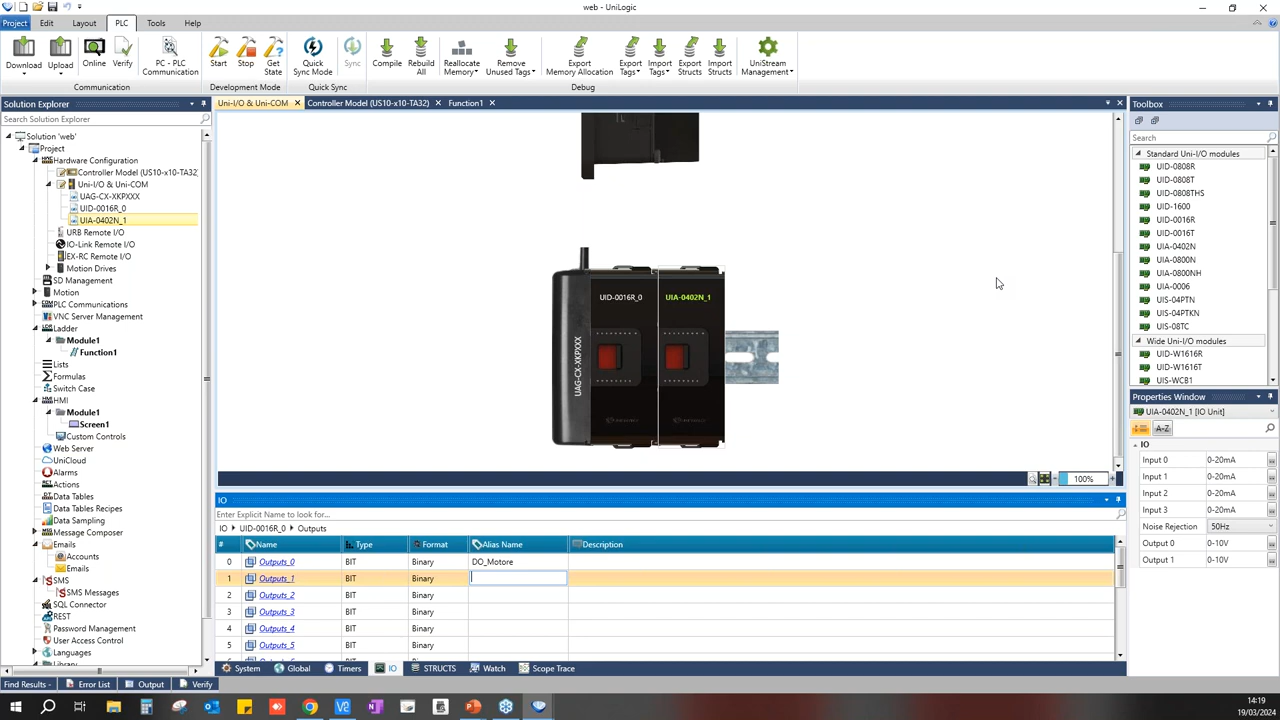 web - UniLogic
Project Edit Layout PLC Tools Help
Download Upload Online Verify PC - PLC Communication Start Stop Get State Quick Sync Mode Sync Compile Rebuild All Reallocate Memory Remove Unused Tags Export Memory Allocation Export Tags Import Tags Export Structs Import Structs UniStream Management
Communication Development Mode Quick Sync Debug
Solution Explorer
Search Solution Explorer
Solution 'web'
Project
Hardware Configuration
Controller Model (US10-x10-TA32)
Uni-I/O & Uni-COM
UAG-CX-XKPXXX
UID-0016R_0
UIA-0402N_1
URB Remote I/O
IO-Link Remote I/O
EX-RC Remote I/O
Motion Drives
SD Management
Motion
PLC Communications
VNC Server Management
Ladder
Module1
Function1
Lists
Formulas
Switch Case
HMI
Module1
Screen1
Custom Controls
Web Server
UniCloud
Alarms
Actions
Data Tables
Data Tables Recipes
Data Sampling
Message Composer
Emails
Accounts
Emails
SMS
SMS Messages
SQL Connector
REST
Password Management
User Access Control
Languages
Library
Find Results Error List Output Verify
Uni-I/O & Uni-COM Controller Model (US10-x10-TA32) Function1
UAG-CX-XKPXXX
UID-0016R_0
UIA-0402N_1
100%
IO
Enter Explicit Name to look for...
IO UID-0016R_0 Outputs
# Name Type Format Alias Name Description
0 Outputs_0 BIT Binary DO_Motore
1 Outputs_1 BIT Binary
2 Outputs_2 BIT Binary
3 Outputs_3 BIT Binary
4 Outputs_4 BIT Binary
5 Outputs_5 BIT Binary
System Global Timers IO STRUCTS Watch Scope Trace
Toolbox
Search
Standard Uni-I/O modules
UID-0808R
UID-0808T
UID-0808THS
UID-1600
UID-0016R
UID-0016T
UIA-0402N
UIA-0800N
UIA-0800NH
UIA-0006
UIS-04PTN
UIS-04PTKN
UIS-08TC
Wide Uni-I/O modules
UID-W1616R
UID-W1616T
UIS-WCB1
Properties Window
UIA-0402N_1 [IO Unit]
A-Z
IO
Input 0 0-20mA
Input 1 0-20mA
Input 2 0-20mA
Input 3 0-20mA
Noise Rejection 50Hz
Output 0 0-10V
Output 1 0-10V
14:19
19/03/2024